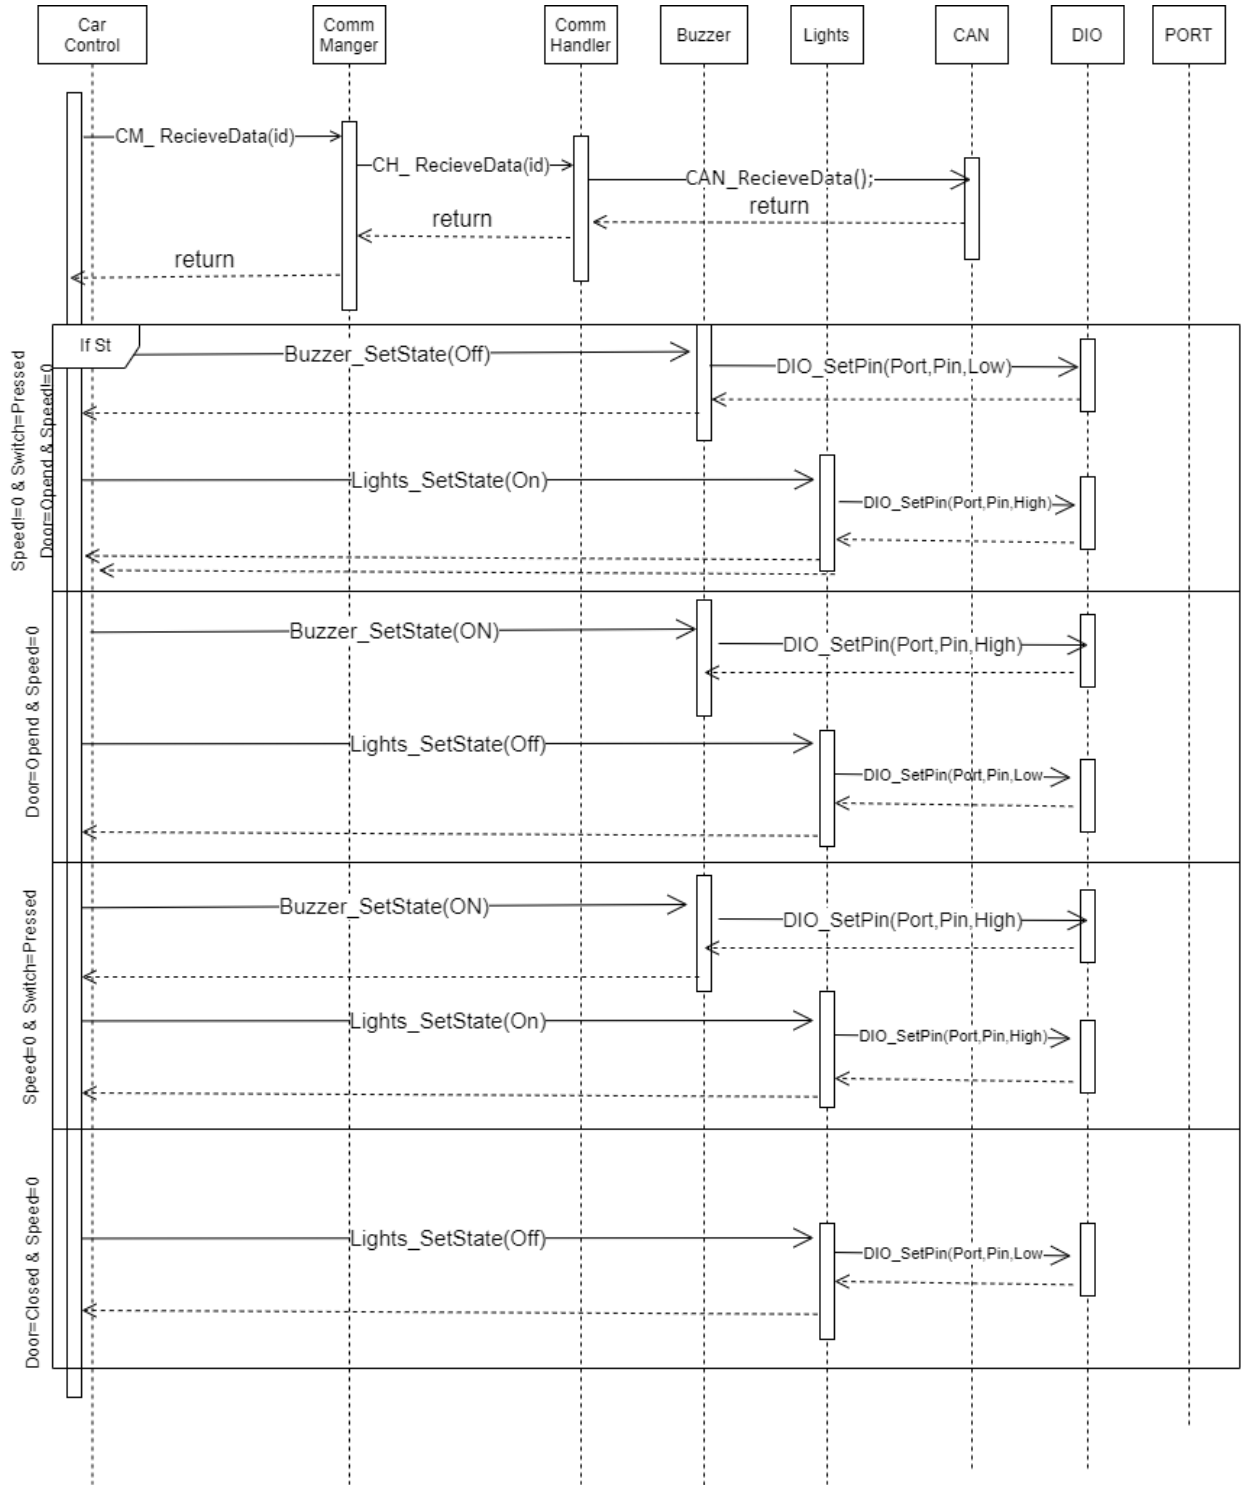 Car
Control
Comm
Manger
Comm
Handler
Buzzer
Lights
CAN
DIO
PORT
CM_ RecieveData(id)
CH_ RecieveData(id)
CAN_RecieveData();
return
return
return
If St
Speed!=0 & Switch=Pressed
Door=Opend & Speed!=0
Buzzer_SetState(Off)
DIO_SetPin(Port,Pin,Low)
Lights_SetState(On)
DIO_SetPin(Port,Pin,High)
Door=Opend & Speed=0
Buzzer_SetState(ON)
DIO_SetPin(Port,Pin,High)
Lights_SetState(Off)
DIO_SetPin(Port,Pin,Low
Speed=0 & Switch=Pressed
Buzzer_SetState(ON)
DIO_SetPin(Port,Pin,High)
Lights_SetState(On)
DIO_SetPin(Port,Pin,High)
Door=Closed & Speed=0
Lights_SetState(Off)
DIO_SetPin(Port,Pin,Low